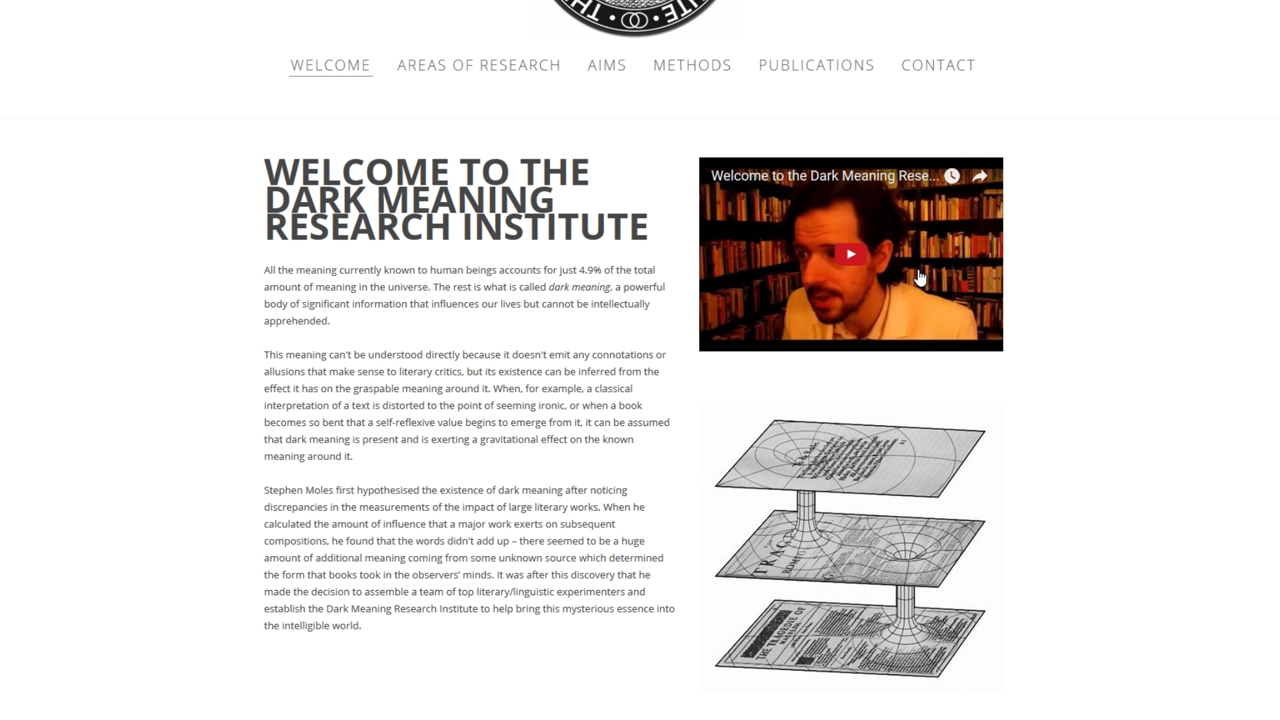 WELCOME
AREAS OF RESEARCH
AIMS
METHODS
PUBLICATIONS
CONTACT
WELCOME TO THE
DARK MEANING
RESEARCH INSTITUTE
All the meaning currently known to human beings accounts for just 4.9% of the total
amount of meaning in the universe. The rest is what is called dark meaning, a powerful
body of significant information that influences our lives but cannot be intellectually
apprehended.
This meaning can't be understood directly because it doesn't emit any connotations or
allusions that make sense to literary critics, but its existence can be inferred from the
effect it has on the graspable meaning around it. When, for example, a classical
interpretation of a text is distorted to the point of seeming ironic, or when a book
becomes so bent that a self-reflexive value begins to emerge from it, it can be assumed
that dark meaning is present and is exerting a gravitational effect on the known
meaning around it.
Stephen Moles first hypothesised the existence of dark meaning after noticing
discrepancies in the measurements of the impact of large literary works. When he
calculated the amount of influence that a major work exerts on subsequent
compositions, he found that the words didn't add up – there seemed to be a huge
amount of additional meaning coming from some unknown source which determined
the form that books took in the observers' minds. It was after this discovery that he
made the decision to assemble a team of top literary/linguistic experimenters and
establish the Dark Meaning Research Institute to help bring this mysterious essence into
the intelligible world.
Welcome to the Dark Meaning Rese...
THE TRAGEDIE OF
HAMLET